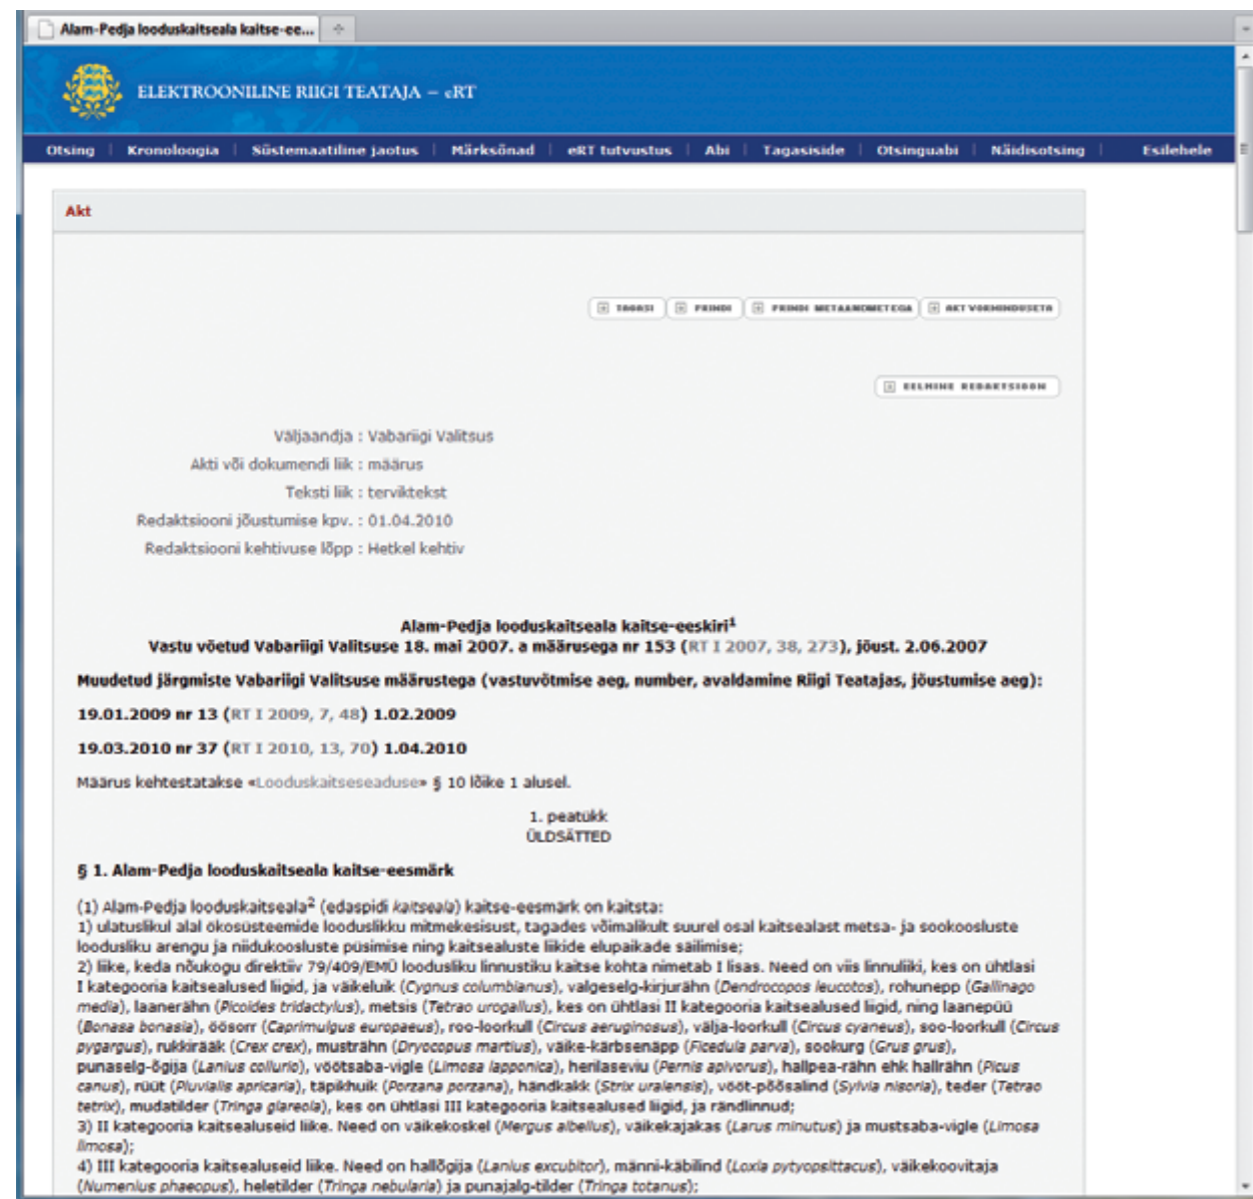 Alam-Pedja looduskaitseala kaitse-ee...
ELEKTROONILINE RIIGI TEATAJA – eRT
Otsing | Kronoloogia | Süstemaatiline jaotus | Märksõnad | eRT tutvustus | Abi | Tagasiside | Otsinguabi | Näidisotsing | Esilehele
Akt
TAGASI PRINDI PRINDI METAANDMETEGA AKT VORMINDUSETA
EELMINE REDAKTSIOON
Väljaandja : Vabariigi Valitsus
Akti või dokumendi liik : määrus
Teksti liik : terviktekst
Redaktsiooni jõustumise kpv. : 01.04.2010
Redaktsiooni kehtivuse lõpp : Hetkel kehtiv
Alam-Pedja looduskaitseala kaitse-eeskiri¹
Vastu võetud Vabariigi Valitsuse 18. mai 2007. a määrusega nr 153 (RT I 2007, 38, 273), jõust. 2.06.2007
Muudetud järgmiste Vabariigi Valitsuse määrustega (vastuvõtmise aeg, number, avaldamine Riigi Teatajas, jõustumise aeg):
19.01.2009 nr 13 (RT I 2009, 7, 48) 1.02.2009
19.03.2010 nr 37 (RT I 2010, 13, 70) 1.04.2010
Määrus kehtestatakse «Looduskaitseseaduse» § 10 lõike 1 alusel.
1. peatükk
ÜLDSÄTTED
§ 1. Alam-Pedja looduskaitseala kaitse-eesmärk
(1) Alam-Pedja looduskaitseala² (edaspidi kaitseala) kaitse-eesmärk on kaitsta:
1) ulatuslikul alal ökosüsteemide looduslikku mitmekesisust, tagades võimalikult suurel osal kaitsealast metsa- ja sookoosluste
loodusliku arengu ja niidukoosluste püsimise ning kaitsealuste liikide elupaikade säilimise;
2) liike, keda nõukogu direktiiv 79/409/EMÜ loodusliku linnustiku kaitse kohta nimetab I lisas. Need on viis linnuliiki, kes on ühtlasi
I kategooria kaitsealused liigid, ja väikeluik (Cygnus columbianus), valgeselg-kirjurähn (Dendrocopos leucotos), rohunepp (Gallinago
media), laanerähn (Picoides tridactylus), metsis (Tetrao urogallus), kes on ühtlasi II kategooria kaitsealused liigid, ning laanepüü
(Bonasa bonasia), öösorr (Caprimulgus europaeus), roo-loorkull (Circus aeruginosus), välja-loorkull (Circus cyaneus), soo-loorkull (Circus
pygargus), rukkirääk (Crex crex), musträhn (Dryocopus martius), väike-kärbsenäpp (Ficedula parva), sookurg (Grus grus),
punaselg-õgija (Lanius collurio), vöötsaba-vigle (Limosa lapponica), herilaseviu (Pernis apivorus), hallpea-rähn ehk hallrähn (Picus
canus), rüüt (Pluvialis apricaria), täpikhuik (Porzana porzana), händkakk (Strix uralensis), vööt-põõsalind (Sylvia nisoria), teder (Tetrao
tetrix), mudatilder (Tringa glareola), kes on ühtlasi III kategooria kaitsealused liigid, ja rändlinnud;
3) II kategooria kaitsealuseid liike. Need on väikekoskel (Mergus albellus), väikekajakas (Larus minutus) ja mustsaba-vigle (Limosa
limosa);
4) III kategooria kaitsealuseid liike. Need on hallõgija (Lanius excubitor), männi-käbilind (Loxia pytyopsittacus), väikekoovitaja
(Numenius phaeopus), heletilder (Tringa nebularia) ja punajalg-tilder (Tringa totanus);